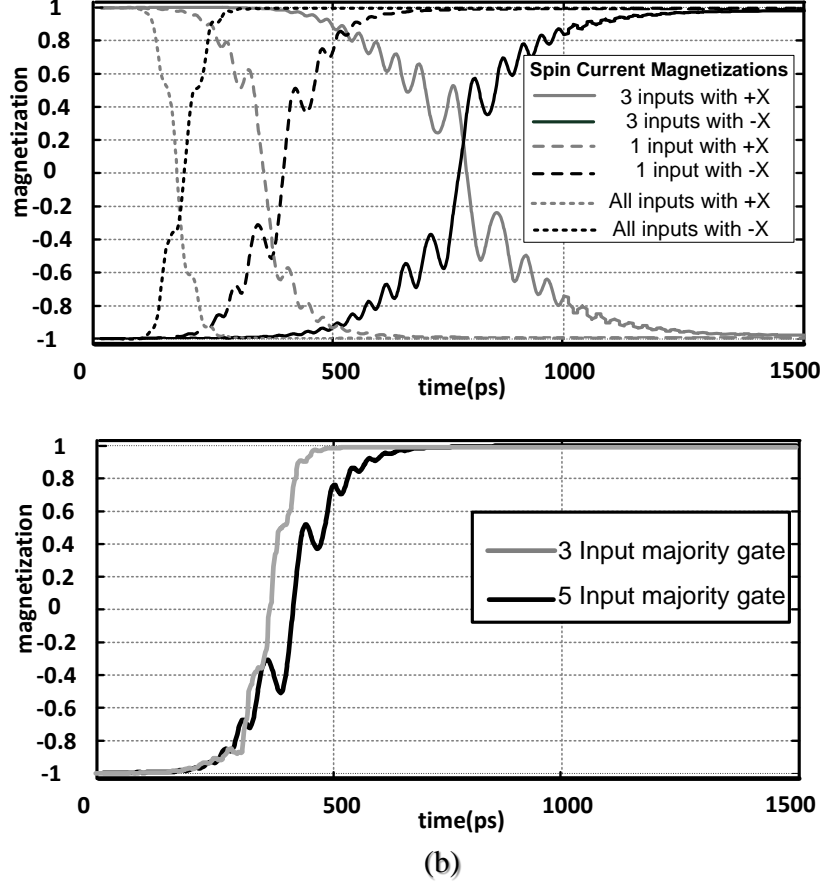 1
0.8
0.6
0.4
0.2
0
-0.2
-0.4
-0.6
-0.8
-1
magnetization
Spin Current Magnetizations
3 inputs with +X
3 inputs with -X
1 input with +X
1 input with -X
All inputs with +X
All inputs with -X
0 500 1000 1500
time(ps)
1
0.8
0.6
0.4
0.2
0
-0.2
-0.4
-0.6
-0.8
-1
magnetization
3 Input majority gate
5 Input majority gate
0 500 1000 1500
time(ps)
(b)